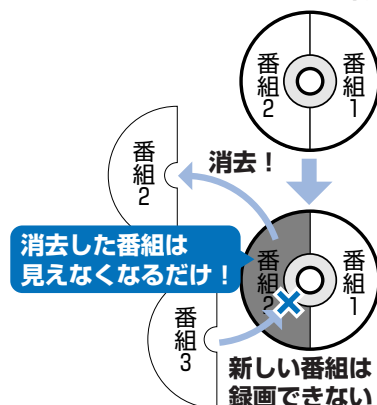 番組2
番組1
番組2
消去！
消去した番組は
見えなくなるだけ！
番組2
番組1
番組3
新しい番組は
録画できない